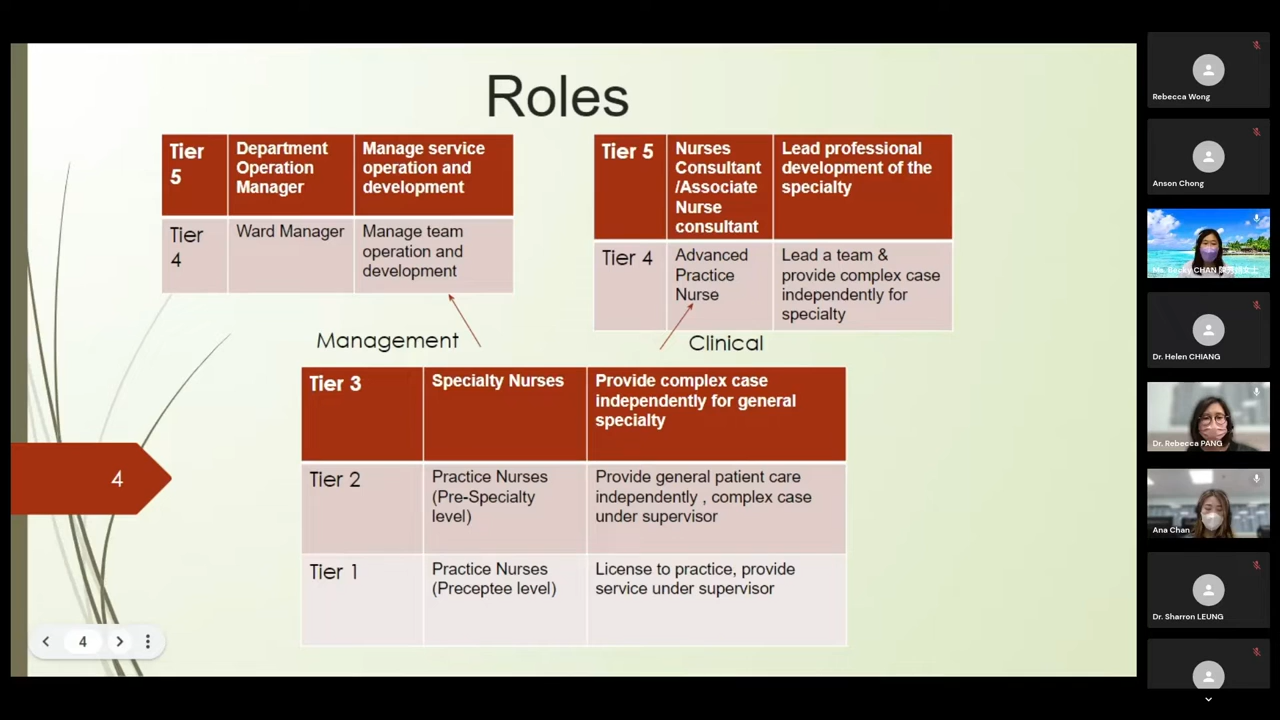 Roles
Tier
5
Department
Operation
Manager
Manage service
operation and
development
Tier
4
Ward Manager
Manage team
operation and
development
Tier 5
Nurses
Consultant
/Associate
Nurse
consultant
Lead professional
development of the
specialty
Tier 4
Advanced
Practice
Nurse
Lead a team &
provide complex case
independently for
specialty
Management
Clinical
Tier 3
Specialty Nurses
Provide complex case
independently for general
specialty
Tier 2
Practice Nurses
(Pre-Specialty
level)
Provide general patient care
independently , complex case
under supervisor
Tier 1
Practice Nurses
(Preceptee level)
License to practice, provide
service under supervisor
4
4
Rebecca Wong
Anson Chong
Ms. Becky CHAN
Dr. Helen CHIANG
Dr. Rebecca PANG
Ana Chan
Dr. Sharron LEUNG